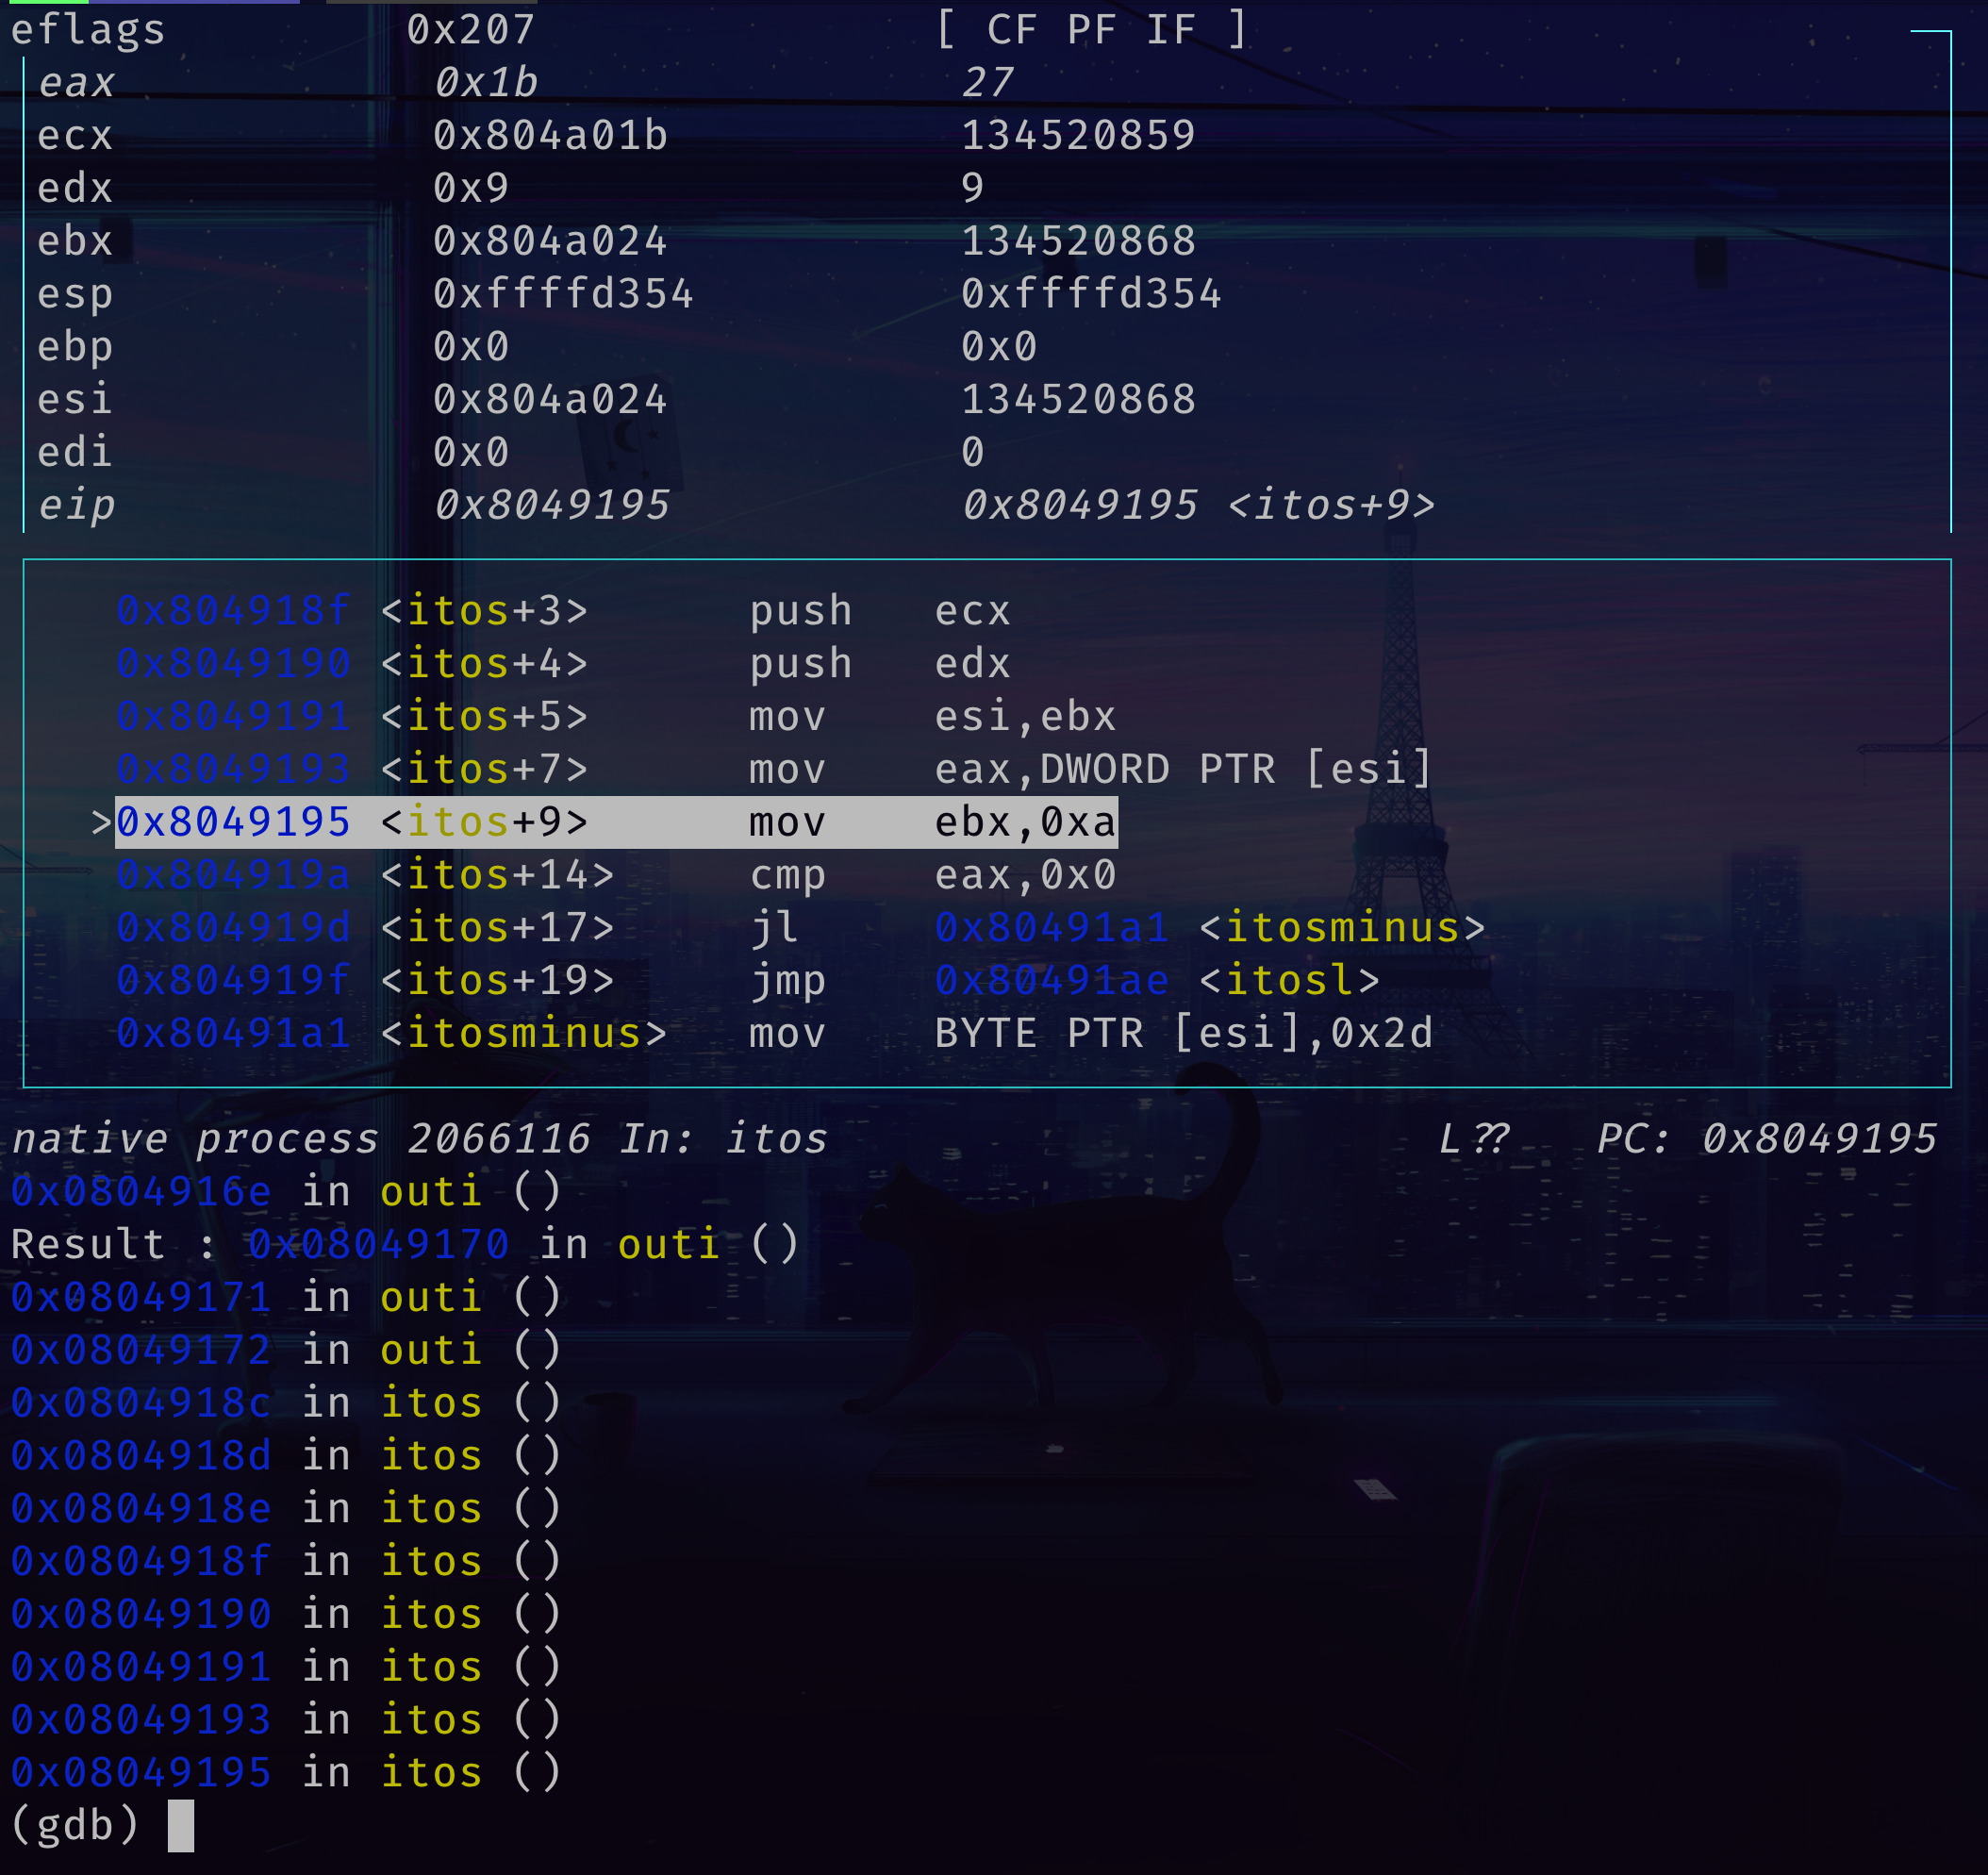 eflags 0x207 [ CF PF IF ]
eax 0x1b 27
ecx 0x804a01b 134520859
edx 0x9 9
ebx 0x804a024 134520868
esp 0xffffd354 0xffffd354
ebp 0x0 0x0
esi 0x804a024 134520868
edi 0x0 0
eip 0x8049195 0x8049195 <itos+9>
0x804918f <itos+3> push ecx
0x8049190 <itos+4> push edx
0x8049191 <itos+5> mov esi,ebx
0x8049193 <itos+7> mov eax,DWORD PTR [esi]
>0x8049195 <itos+9> mov ebx,0xa
0x804919a <itos+14> cmp eax,0x0
0x804919d <itos+17> jl 0x80491a1 <itosminus>
0x804919f <itos+19> jmp 0x80491ae <itosl>
0x80491a1 <itosminus> mov BYTE PTR [esi],0x2d
native process 2066116 In: itos L?? PC: 0x8049195
0x0804916e in outi ()
Result : 0x08049170 in outi ()
0x08049171 in outi ()
0x08049172 in outi ()
0x0804918c in itos ()
0x0804918d in itos ()
0x0804918e in itos ()
0x0804918f in itos ()
0x08049190 in itos ()
0x08049191 in itos ()
0x08049193 in itos ()
0x08049195 in itos ()
(gdb)